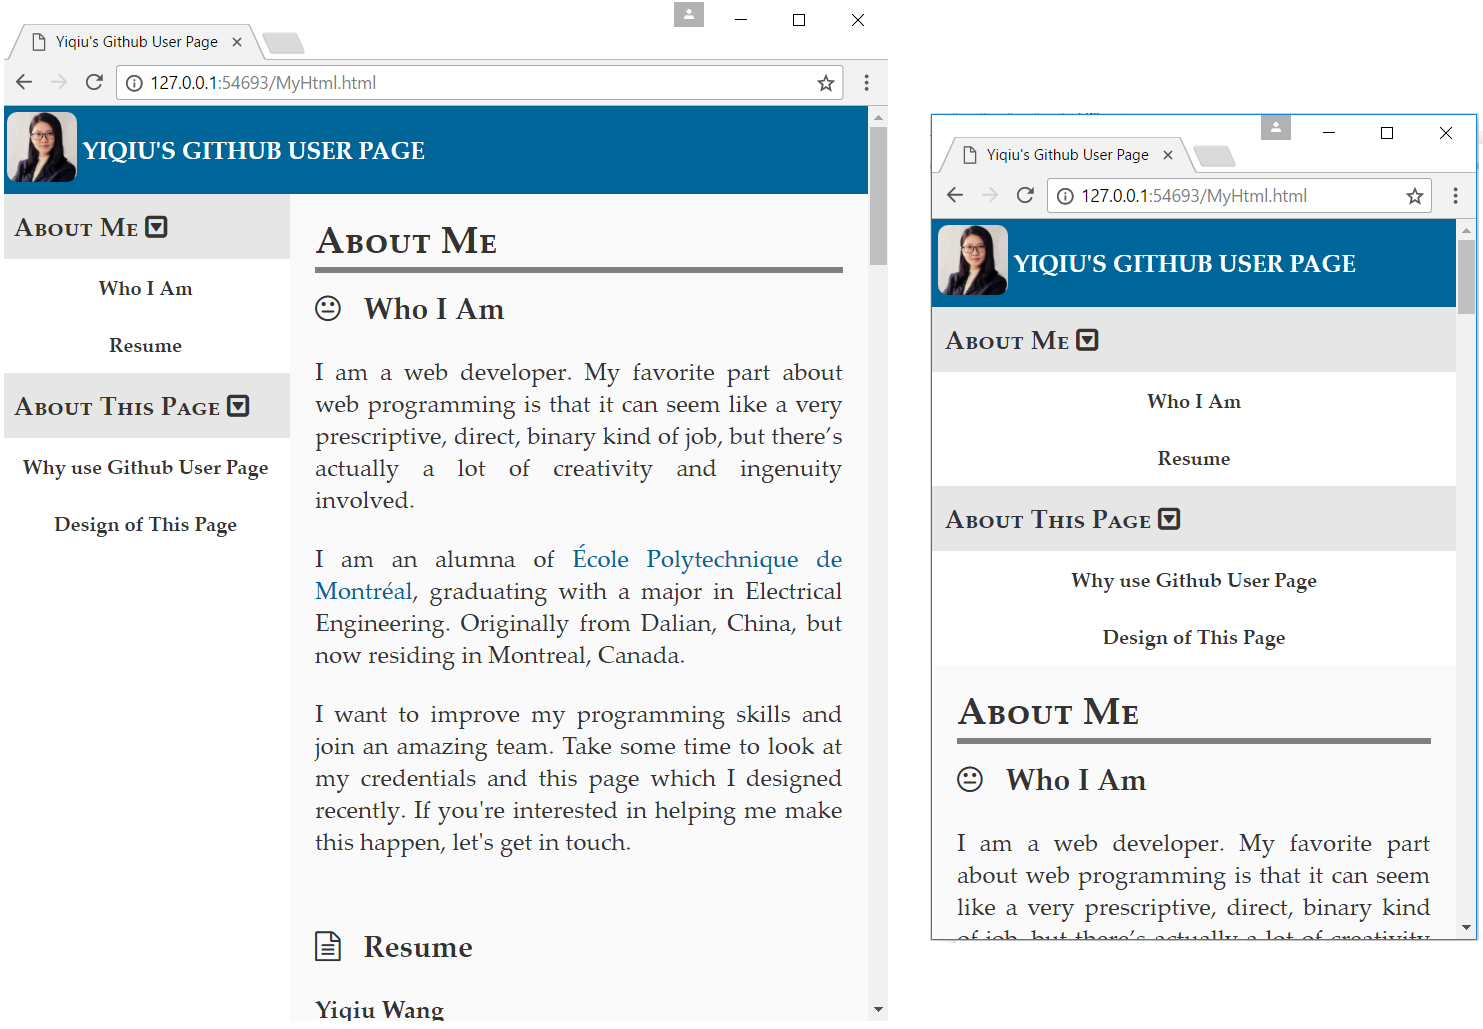 Yiqiu's Github User Page
127.0.0.1:54693/MyHtml.html
YIQIU'S GITHUB USER PAGE
About Me
Who I Am
Resume
About This Page
Why use Github User Page
Design of This Page
About Me
Who I Am
I am a web developer. My favorite part about
web programming is that it can seem like a very
prescriptive, direct, binary kind of job, but there’s
actually a lot of creativity and ingenuity
involved.
I am an alumna of École Polytechnique de
Montréal, graduating with a major in Electrical
Engineering. Originally from Dalian, China, but
now residing in Montreal, Canada.
I want to improve my programming skills and
join an amazing team. Take some time to look at
my credentials and this page which I designed
recently. If you're interested in helping me make
this happen, let's get in touch.
Resume
Yiqiu Wang
Yiqiu's Github User Page
127.0.0.1:54693/MyHtml.html
YIQIU'S GITHUB USER PAGE
About Me
Who I Am
Resume
About This Page
Why use Github User Page
Design of This Page
About Me
Who I Am
I am a web developer. My favorite part
about web programming is that it can seem
like a very prescriptive, direct, binary kind
of job, but there’s actually a lot of creativity